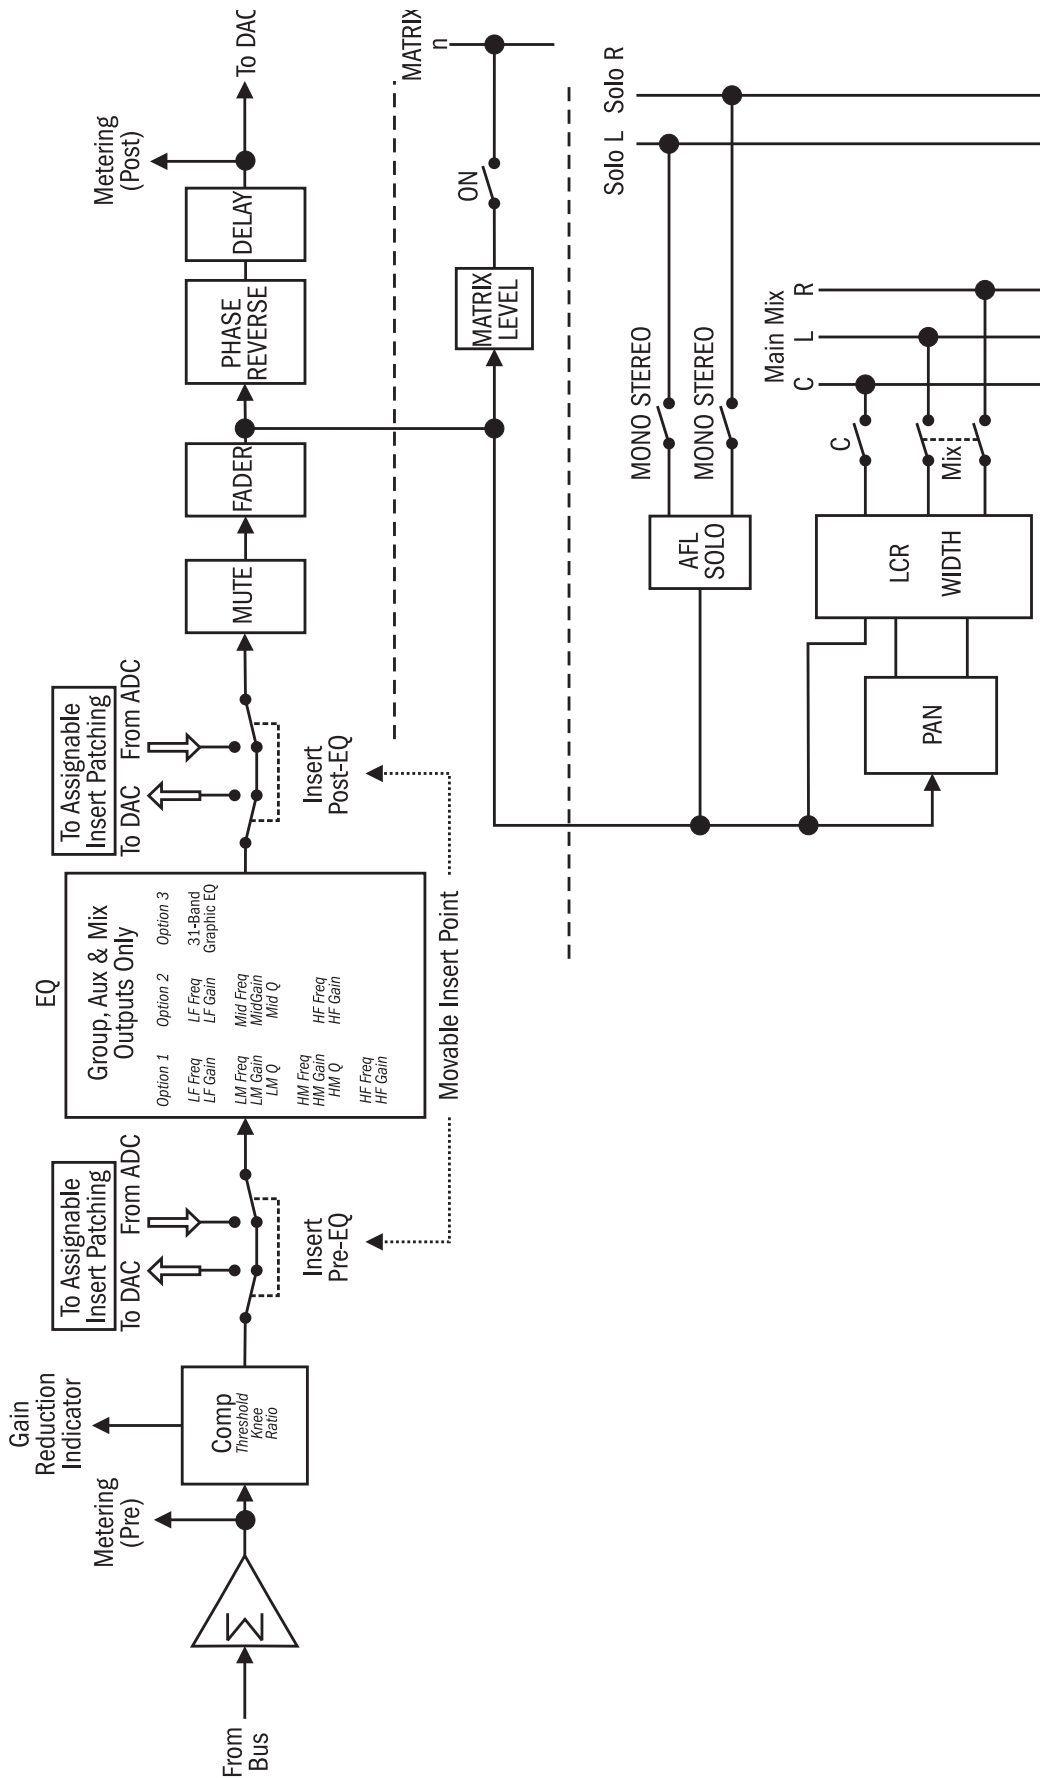 From
Bus
Σ
Metering
(Pre)
Gain
Reduction
Indicator
Comp
Threshold
Knee
Ratio
To Assignable
Insert Patching
To DAC
From ADC
Insert
Pre-EQ
EQ
Group, Aux & Mix
Outputs Only
Option 1
LF Freq
LF Gain
LM Freq
LM Gain
LM Q
HM Freq
HM Gain
HM Q
HF Freq
HF Gain
Option 2
LF Freq
LF Gain
Mid Freq
MidGain
Mid Q
HF Freq
HF Gain
Option 3
31-Band
Graphic EQ
Movable Insert Point
To Assignable
Insert Patching
To DAC
From ADC
Insert
Post-EQ
MUTE
FADER
PHASE
REVERSE
DELAY
Metering
(Post)
To DAC
MATRIX
LEVEL
ON
MATRIX
n
AFL
SOLO
MONO STEREO
MONO STEREO
Solo L
Solo R
PAN
LCR
WIDTH
C
Mix
Main Mix
C
L
R